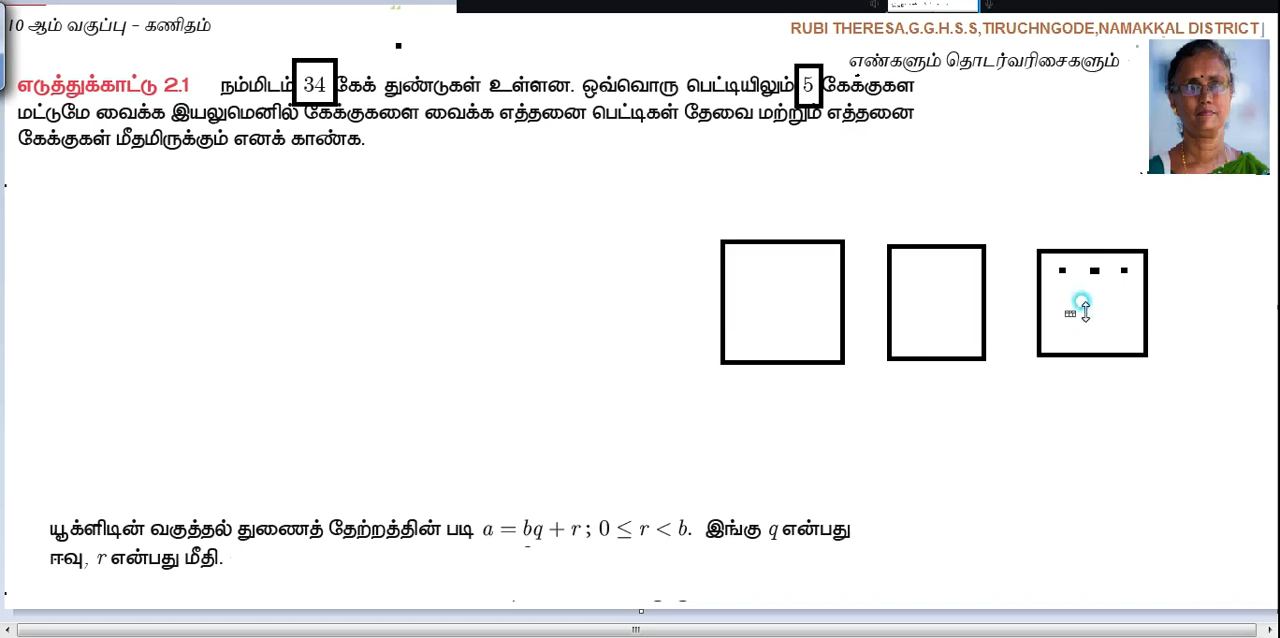 10 ஆம் வகுப்பு – கணிதம்
RUBI THERESA,G.G.H.S.S,TIRUCHNGODE,NAMAKKAL DISTRICT
எண்களும் தொடர்வரிசைகளும்
எடுத்துக்காட்டு 2.1 நம்மிடம் 34 கேக் துண்டுகள் உள்ளன. ஒவ்வொரு பெட்டியிலும் 5 கேக்குகள
மட்டுமே வைக்க இயலுமெனில் கேக்குகளை வைக்க எத்தனை பெட்டிகள் தேவை மற்றும் எத்தனை
கேக்குகள் மீதமிருக்கும் எனக் காண்க.
யூக்ளிடின் வகுத்தல் துணைத் தேற்றத்தின் படி a = bq + r ; 0 ≤ r < b. இங்கு q என்பது
ஈவு, r என்பது மீதி.